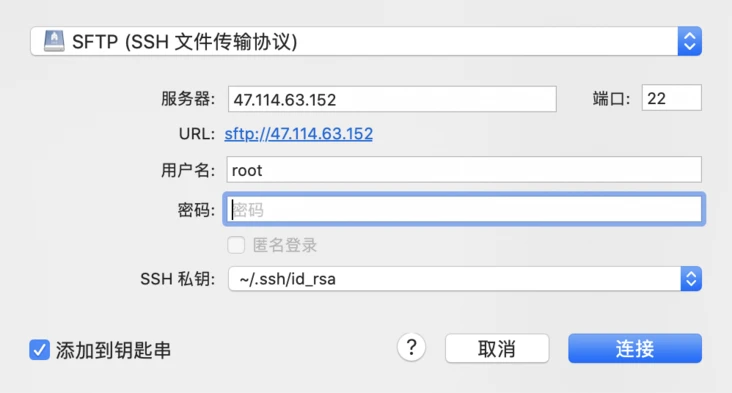 SFTP (SSH 文件传输协议)
服务器: 47.114.63.152 端口: 22
URL: sftp://47.114.63.152
用户名: root
密码: 密码
匿名登录
SSH 私钥: ~/.ssh/id_rsa
添加到钥匙串 ? 取消 连接